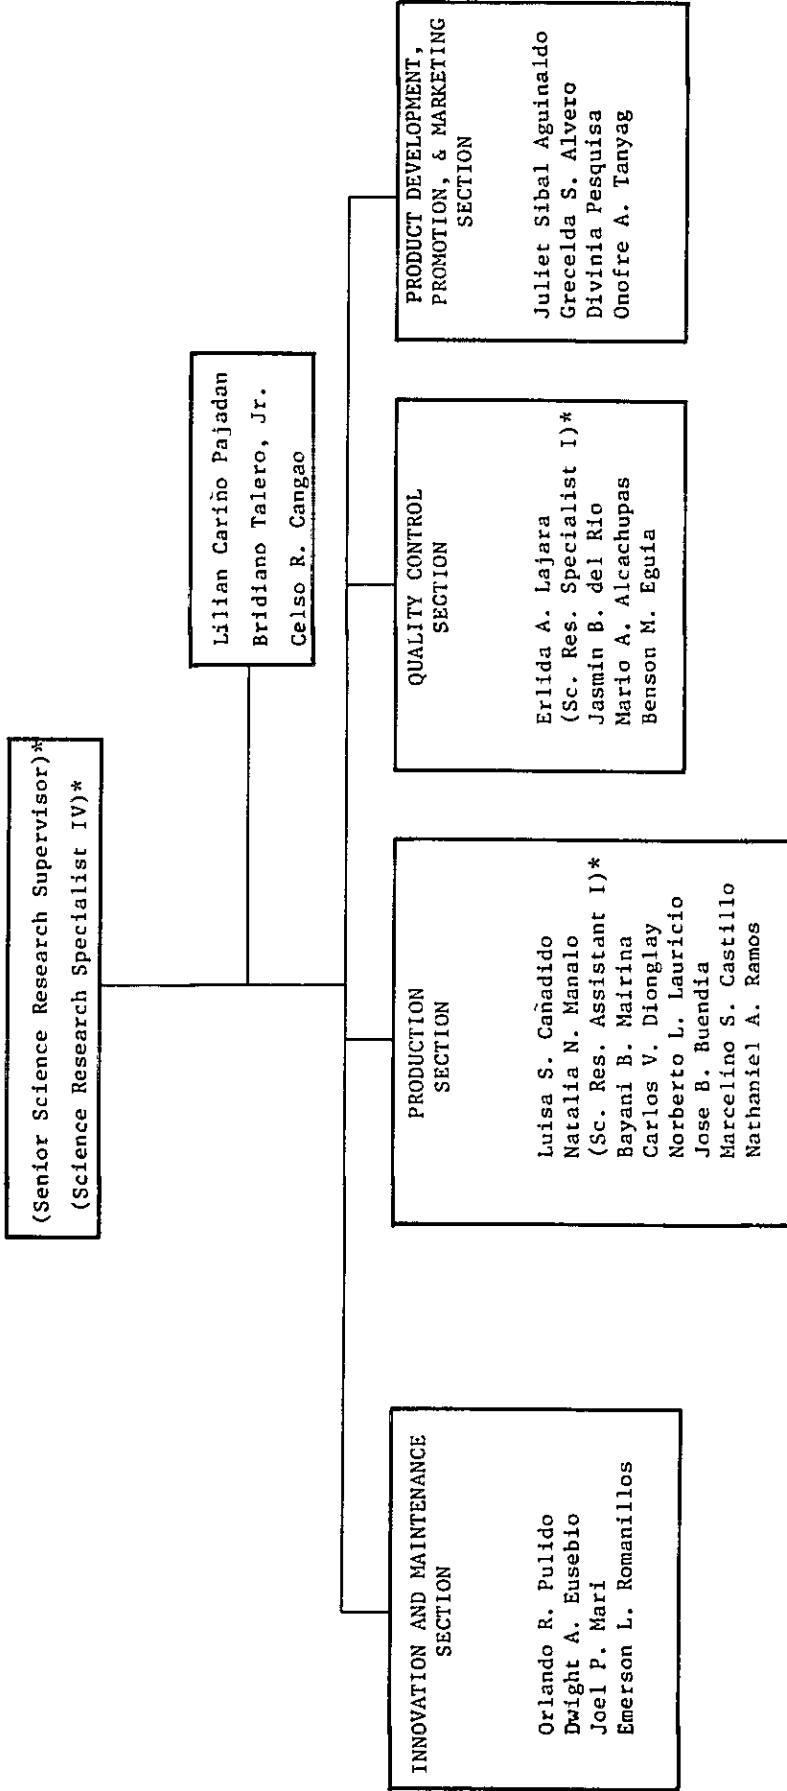 (Senior Science Research Supervisor)*
(Science Research Specialist IV)*
Lilian Cariño Pajadan
Bridiano Talero, Jr.
Celso R. Cangao
INNOVATION AND MAINTENANCE
SECTION
Orlando R. Pulido
Dwight A. Eusebio
Joel P. Mari
Emerson L. Romanillos
PRODUCTION
SECTION
Luisa S. Cañadido
Natalia N. Manalo
(Sc. Res. Assistant I)*
Bayani B. Mairina
Carlos V. Dionglay
Norberto L. Lauricio
Jose B. Buendia
Marcelino S. Castillo
Nathaniel A. Ramos
QUALITY CONTROL
SECTION
Erlida A. Lajara
(Sc. Res. Specialist I)*
Jasmin B. del Rio
Mario A. Alcachupas
Benson M. Eguia
PRODUCT DEVELOPMENT,
PROMOTION, & MARKETING
SECTION
Juliet Sibal Aguinaldo
Grecelda S. Alvero
Divinia Pesquisa
Onofre A. Tanyag